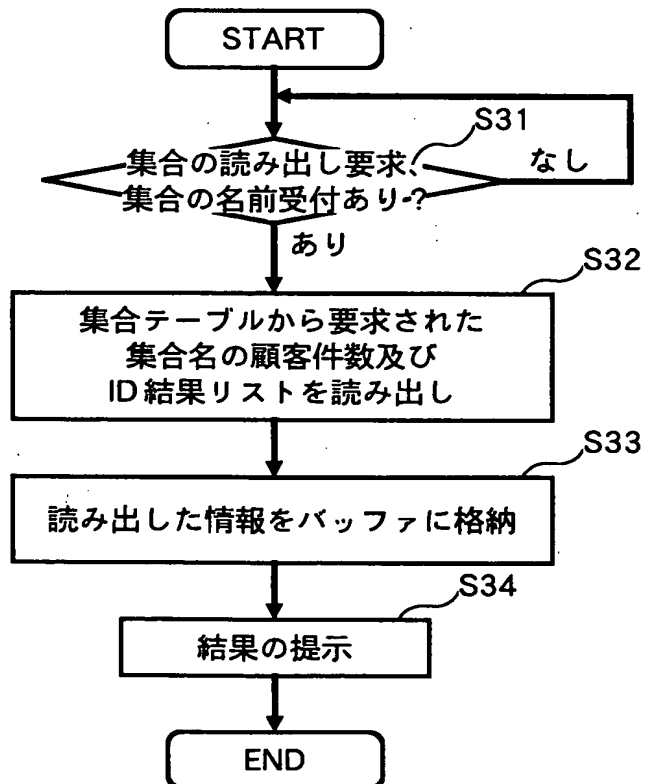 START
S31
集合の読み出し要求、
なし
集合の名前受付あり?
あり
S32
集合テーブルから要求された
集合名の顧客件数及び
ID結果リストを読み出し
S33
読み出した情報をバッファに格納
S34
結果の提示
END